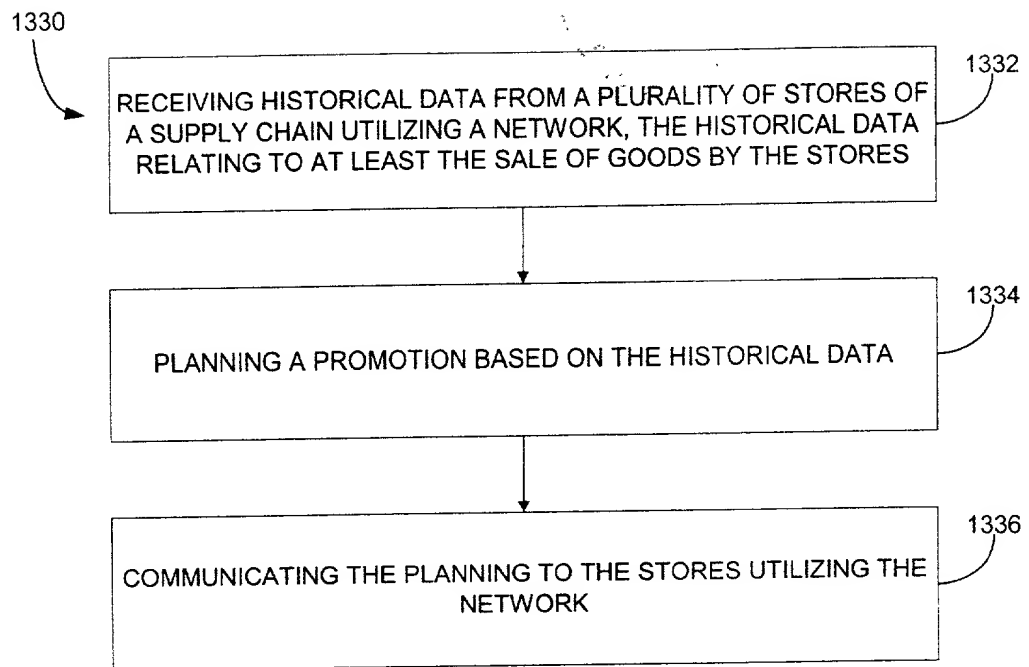 1330
1332
RECEIVING HISTORICAL DATA FROM A PLURALITY OF STORES OF
A SUPPLY CHAIN UTILIZING A NETWORK, THE HISTORICAL DATA
RELATING TO AT LEAST THE SALE OF GOODS BY THE STORES
1334
PLANNING A PROMOTION BASED ON THE HISTORICAL DATA
1336
COMMUNICATING THE PLANNING TO THE STORES UTILIZING THE
NETWORK